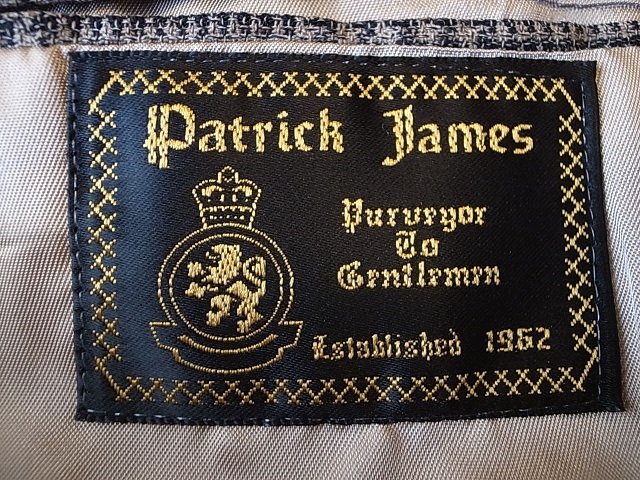 Patrick James
Purveyor
To
Gentlemen
Established 1962